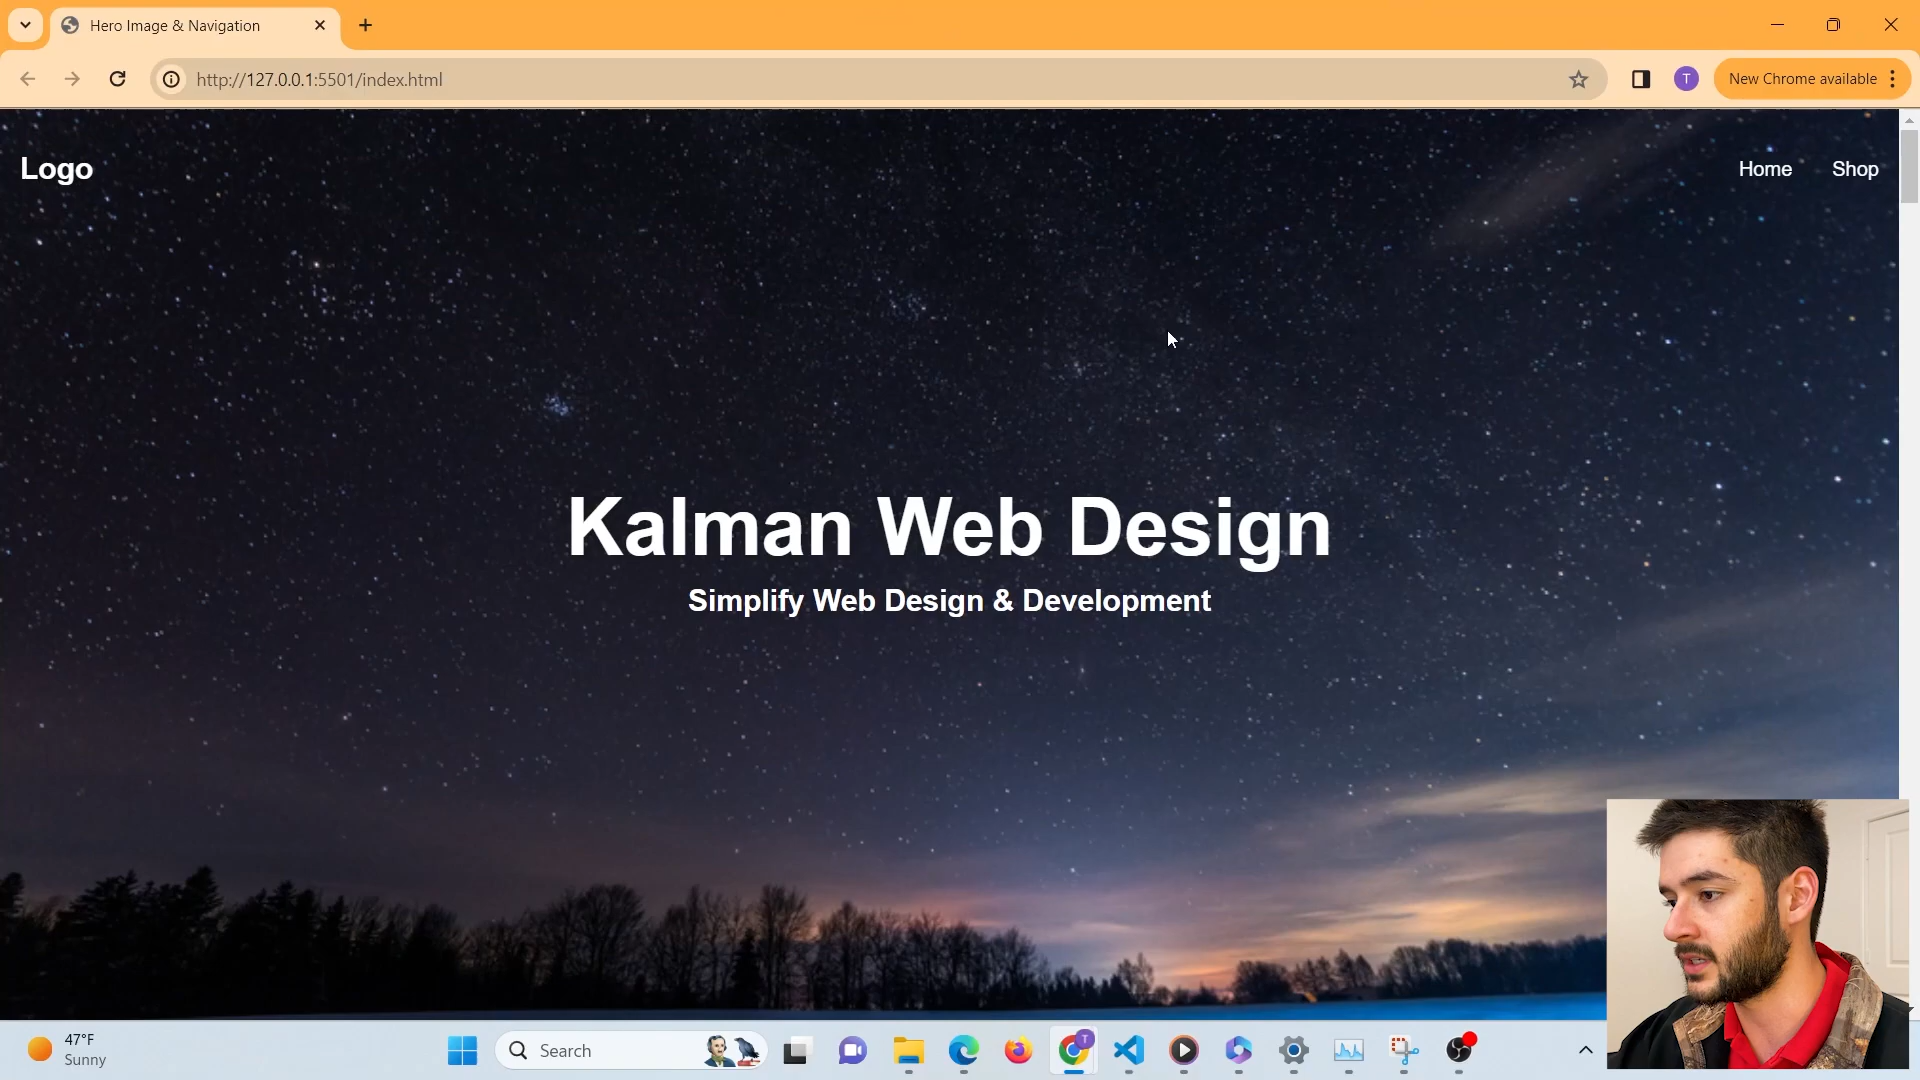 Hero Image & Navigation
http://127.0.0.1:5501/index.html
T
New Chrome available
Logo
Home
Shop
Kalman Web Design
Simplify Web Design & Development
47°F
Sunny
Search
T